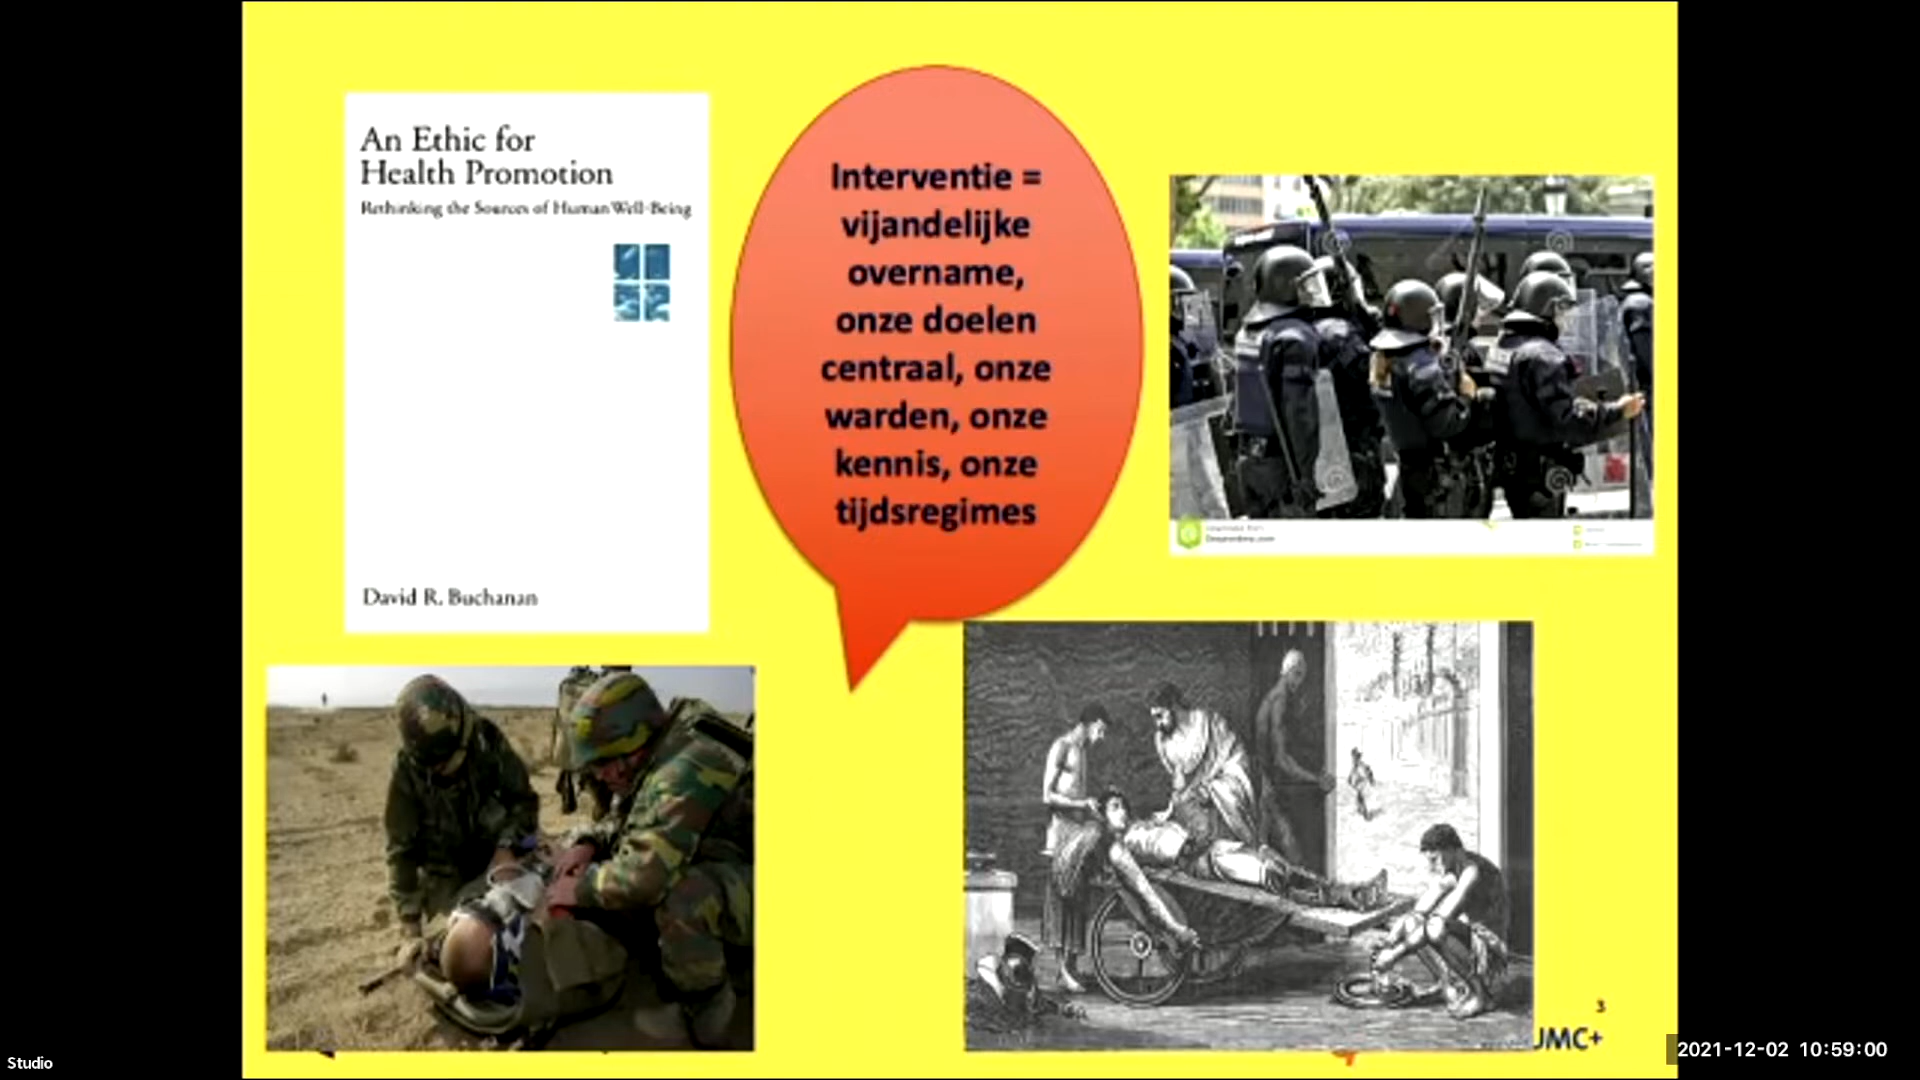 An Ethic for
Health Promotion
Rethinking the Sources of Human Well-Being
David R. Buchanan
Interventie =
vijandelijke
overname,
onze doelen
centraal, onze
warden, onze
kennis, onze
tijdsregimes
3
UMC+
Studio
2021-12-02 10:59:00